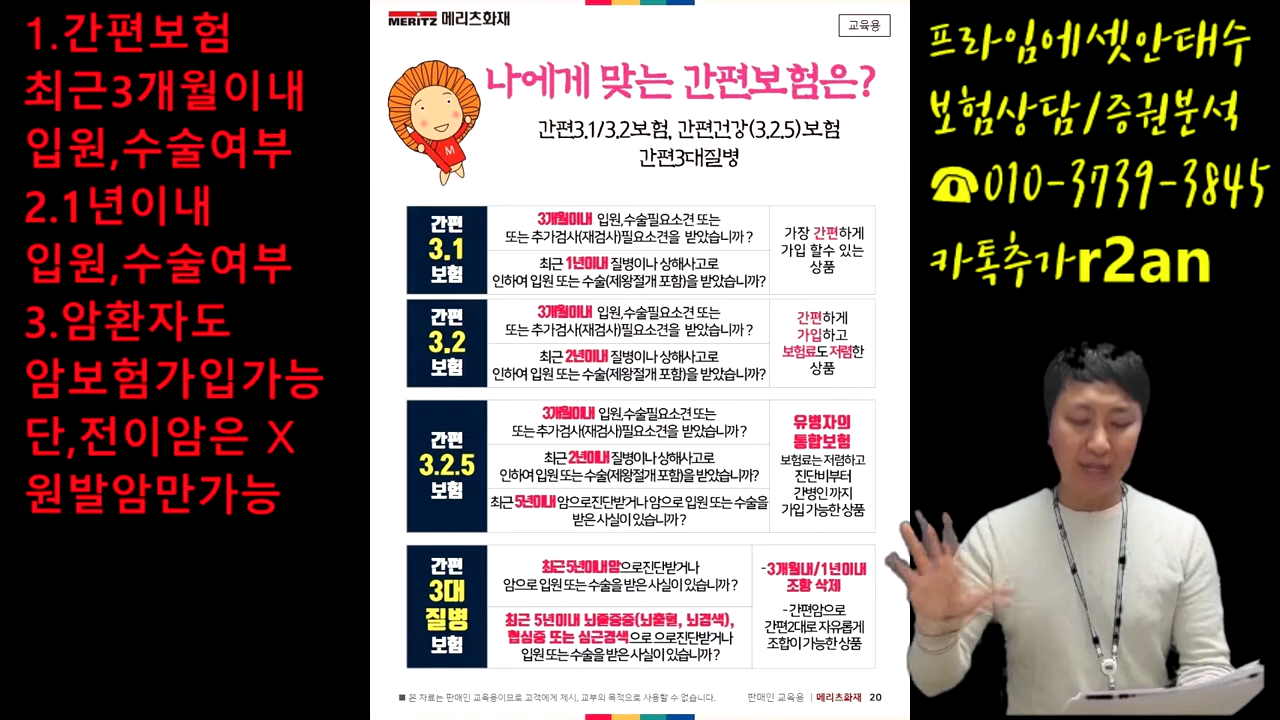 1.간편보험
최근3개월이내
입원,수술여부
2.1년이내
입원,수술여부
3.암환자도
암보험가입가능
단,전이암은 X
원발암만가능
MERITZ 메리츠화재
교육용
나에게 맞는 간편보험은?
간편3.1/3.2보험, 간편건강(3.2.5)보험
간편3대질병
M
간편
3.1
보험
3개월이내 입원,수술필요소견 또는
또는 추가검사(재검사)필요소견을 받았습니까 ?
최근 1년이내 질병이나 상해사고로
인하여 입원 또는 수술(제왕절개 포함)을 받았습니까?
가장 간편하게
가입 할수 있는
상품
간편
3.2
보험
3개월이내 입원,수술필요소견 또는
또는 추가검사(재검사)필요소견을 받았습니까 ?
최근 2년이내 질병이나 상해사고로
인하여 입원 또는 수술(제왕절개 포함)을 받았습니까?
간편하게
가입하고
보험료도 저렴한
상품
간편
3.2.5
보험
3개월이내 입원,수술필요소견 또는
또는 추가검사(재검사)필요소견을 받았습니까 ?
최근 2년이내 질병이나 상해사고로
인하여 입원 또는 수술(제왕절개 포함)을 받았습니까?
최근 5년이내 암으로진단받거나 암으로 입원 또는 수술을
받은 사실이 있습니까 ?
유병자의
통합보험
보험료는 저렴하고
진단비부터
간병인 까지
가입 가능한 상품
간편
3대
질병
보험
최근 5년이내 암으로진단받거나
암으로 입원 또는 수술을 받은 사실이 있습니까 ?
최근 5년이내 뇌졸중증(뇌출혈, 뇌경색),
협심증 또는 심근경색으로 으로진단받거나
입원 또는 수술을 받은 사실이 있습니까 ?
-3개월내/1년이내
조항 삭제
- 간편암으로
간편2대로 자유롭게
조합이 가능한 상품
■ 본 자료는 판매인 교육용이므로 고객에게 제시, 교부의 목적으로 사용할 수 없습니다.
판매인 교육용 | 메리츠화재 20
프라임에셋안대수
보험상담/증권분석
☎010-3739-3845
카톡추가r2an